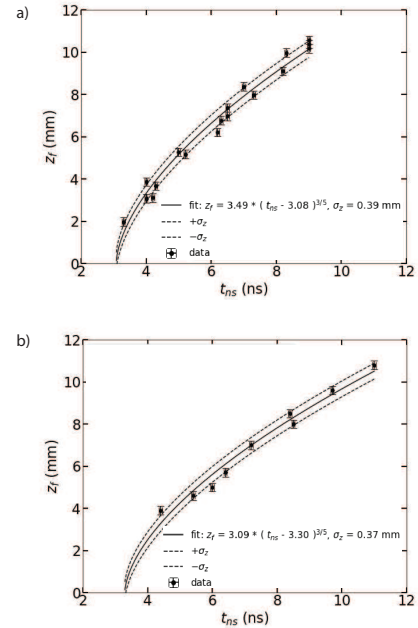 a)
12
10
8
6
4
2
0
z_f (mm)
fit: z_f = 3.49 * ( t_ns - 3.08 )^3/5, σ_z = 0.39 mm
+σ_z
−σ_z
data
2 4 6 8 10 12
t_ns (ns)
b)
12
10
8
6
4
2
0
z_f (mm)
fit: z_f = 3.09 * ( t_ns - 3.30 )^3/5, σ_z = 0.37 mm
+σ_z
−σ_z
data
2 4 6 8 10 12
t_ns (ns)